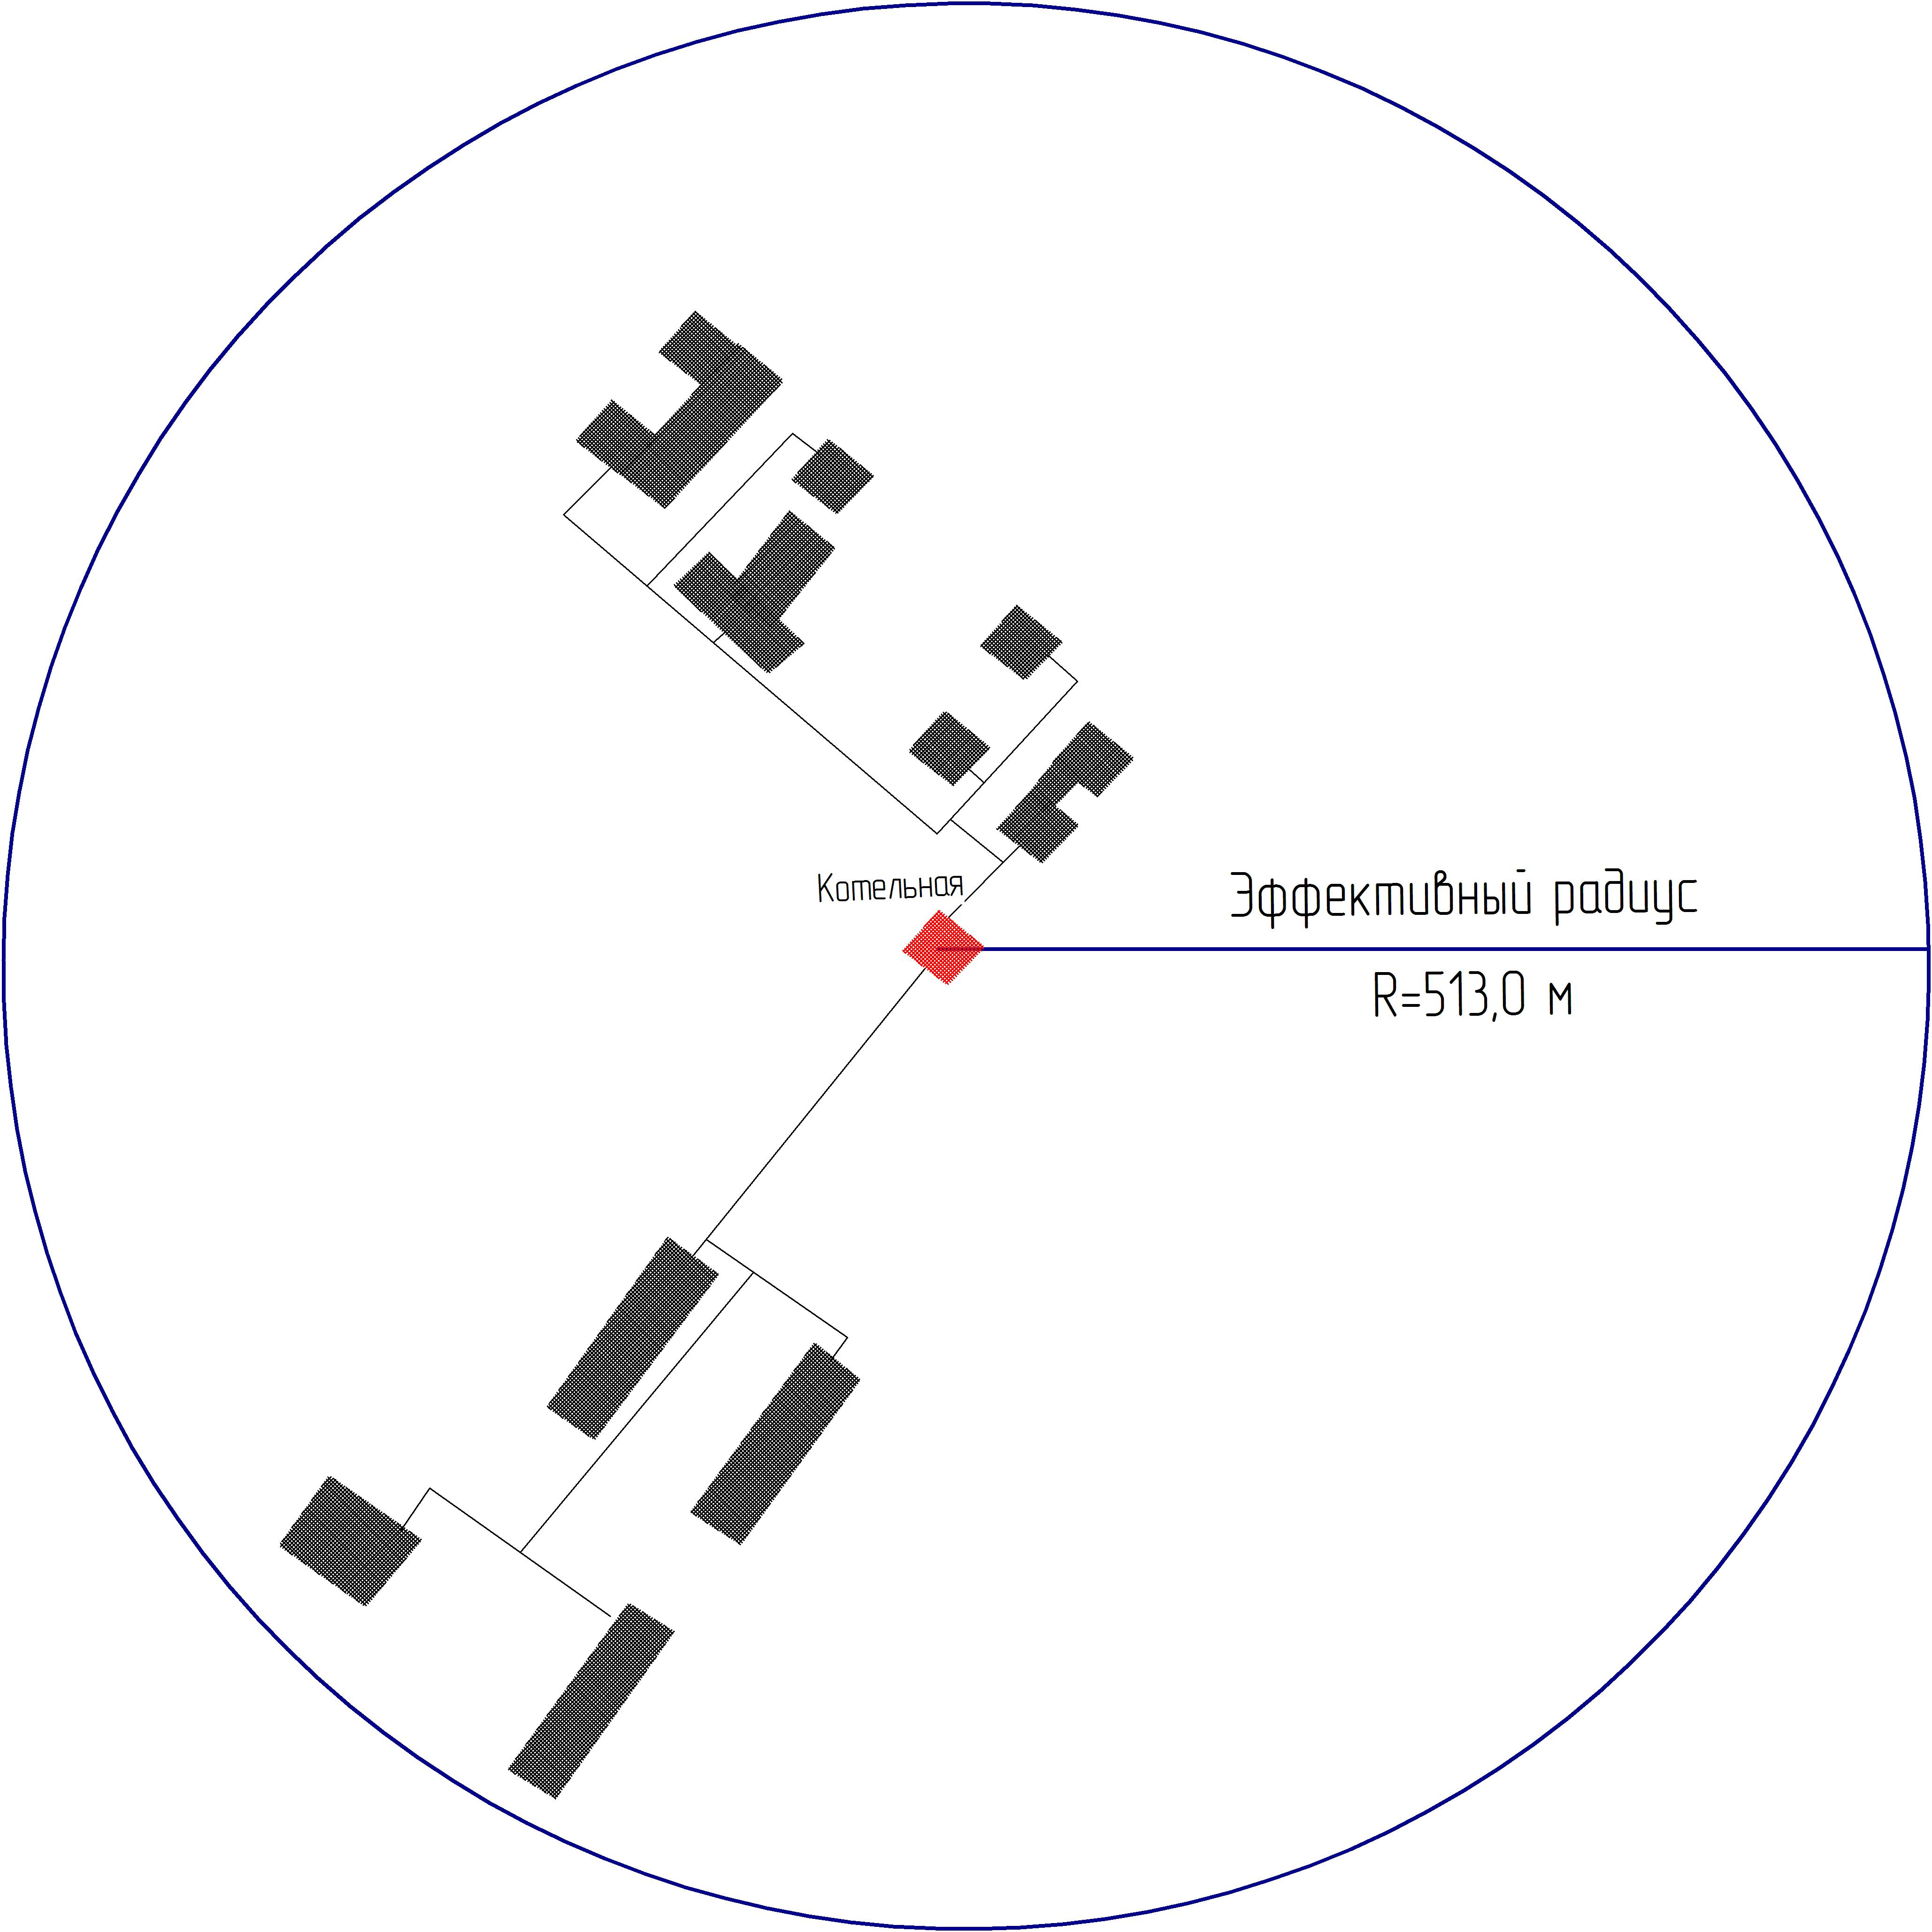 Котельная
Эффективный радиус
R=513,0 м